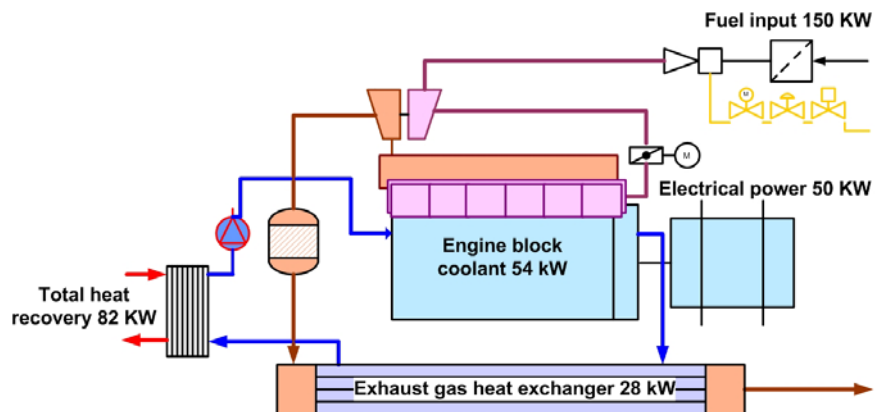 Fuel input 150 KW
M
M
Electrical power 50 KW
Engine block
coolant 54 kW
Total heat
recovery 82 KW
Exhaust gas heat exchanger 28 kW